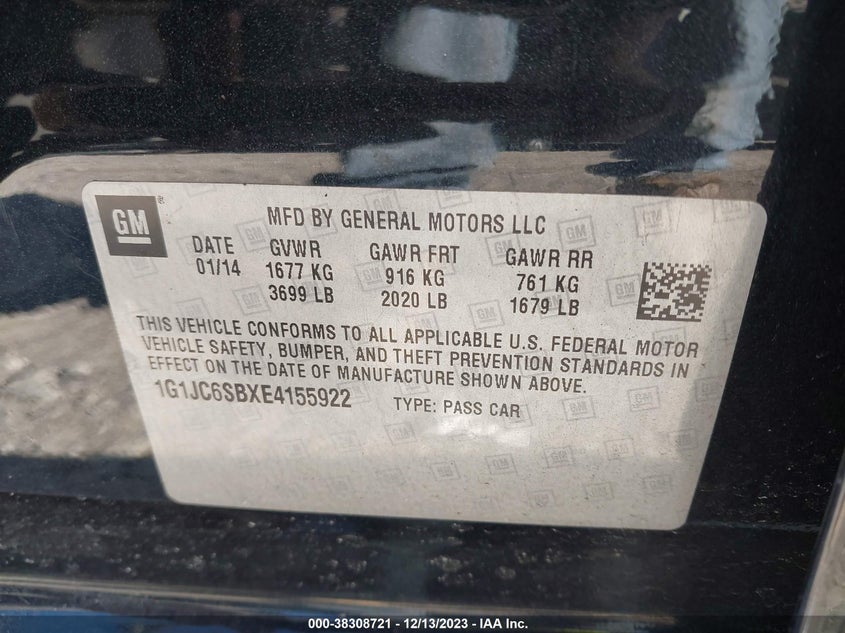 GM
MFD BY GENERAL MOTORS LLC
DATE GVWR GAWR FRT GAWR RR
01/14 1677 KG 916 KG 761 KG
3699 LB 2020 LB 1679 LB
THIS VEHICLE CONFORMS TO ALL APPLICABLE U.S. FEDERAL MOTOR
VEHICLE SAFETY, BUMPER, AND THEFT PREVENTION STANDARDS IN
EFFECT ON THE DATE OF MANUFACTURE SHOWN ABOVE.
1G1JC6SBXE4155922 TYPE: PASS CAR
000-38308721 - 12/13/2023 - IAA Inc.